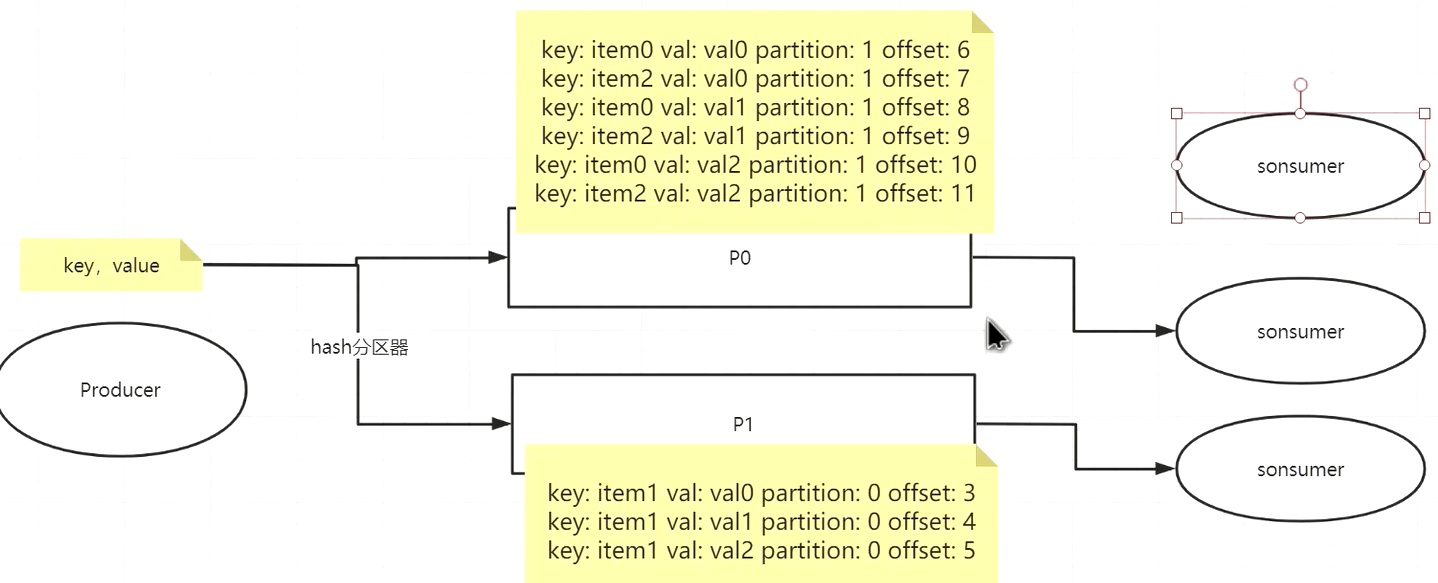 key: item0 val: val0 partition: 1 offset: 6
key: item2 val: val0 partition: 1 offset: 7
key: item0 val: val1 partition: 1 offset: 8
key: item2 val: val1 partition: 1 offset: 9
key: item0 val: val2 partition: 1 offset: 10
key: item2 val: val2 partition: 1 offset: 11
sonsumer
key，value
P0
sonsumer
hash分区器
Producer
P1
sonsumer
key: item1 val: val0 partition: 0 offset: 3
key: item1 val: val1 partition: 0 offset: 4
key: item1 val: val2 partition: 0 offset: 5